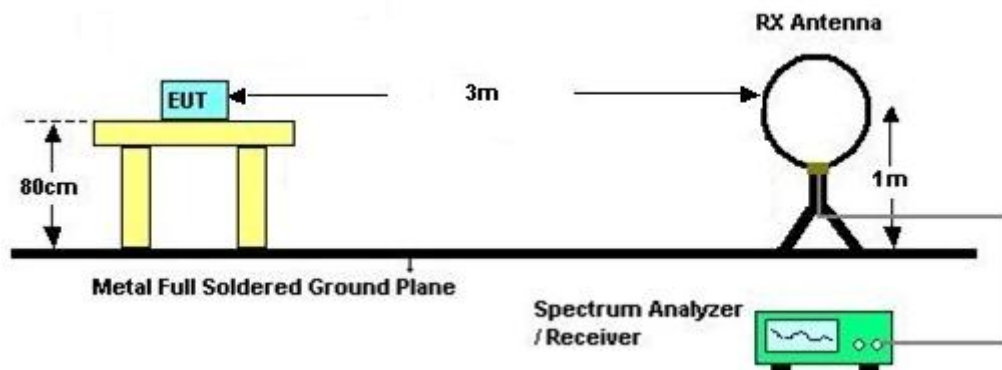 RX Antenna
EUT
3m
80cm
1m
Metal Full Soldered Ground Plane
Spectrum Analyzer
/ Receiver